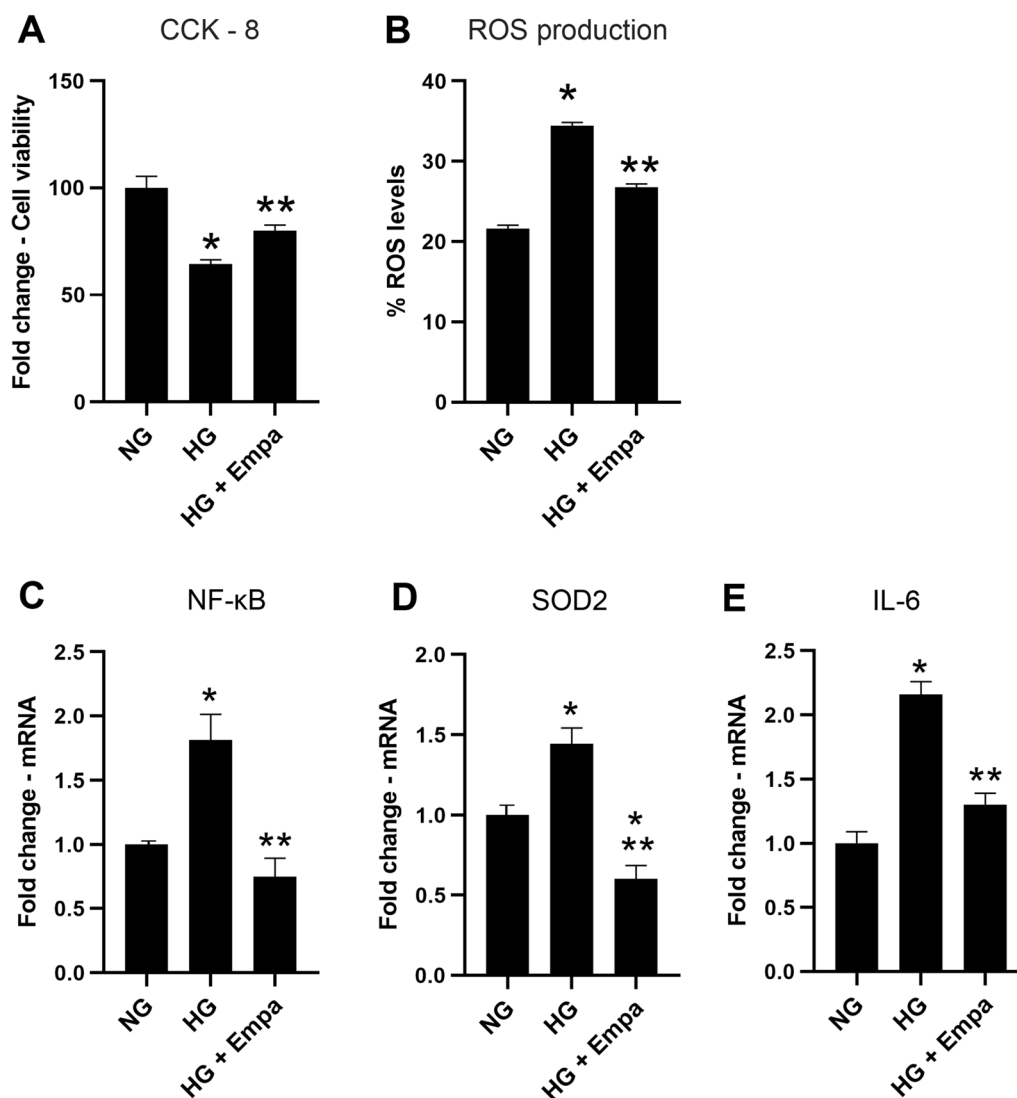 A
CCK - 8
Fold change - Cell viability
150
100
50
0
*
**
NG
HG
HG + Empa
B
ROS production
% ROS levels
40
30
20
10
0
*
**
NG
HG
HG + Empa
C
NF-κB
Fold change - mRNA
2.5
2.0
1.5
1.0
0.5
0.0
*
**
NG
HG
HG + Empa
D
SOD2
Fold change - mRNA
2.0
1.5
1.0
0.5
0.0
*
*
**
NG
HG
HG + Empa
E
IL-6
Fold change - mRNA
2.5
2.0
1.5
1.0
0.5
0.0
*
**
NG
HG
HG + Empa